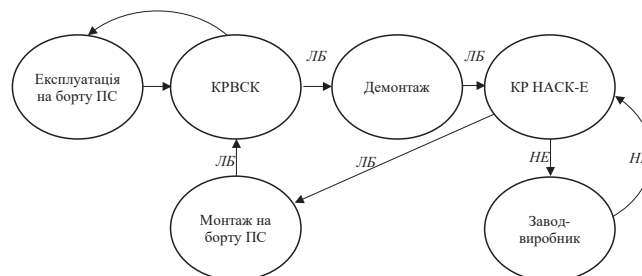 ЛБ
ЛБ
Експлуатація
на борту ПС
КРВСК
Демонтаж
КР НАСК-Е
ЛБ
ЛБ
НЕ
Монтаж на
борту ПС
Завод-
виробник